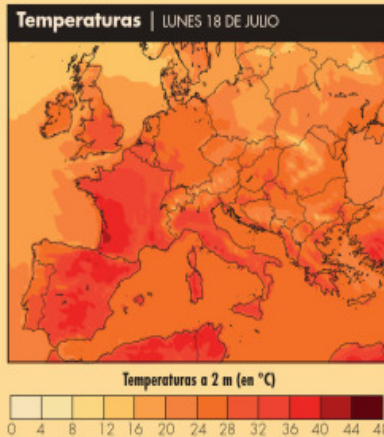 Temperaturas | LUNES 18 DE JULIO
Temperaturas a 2 m (en °C)
0 4 8 12 16 20 24 28 32 36 40 44